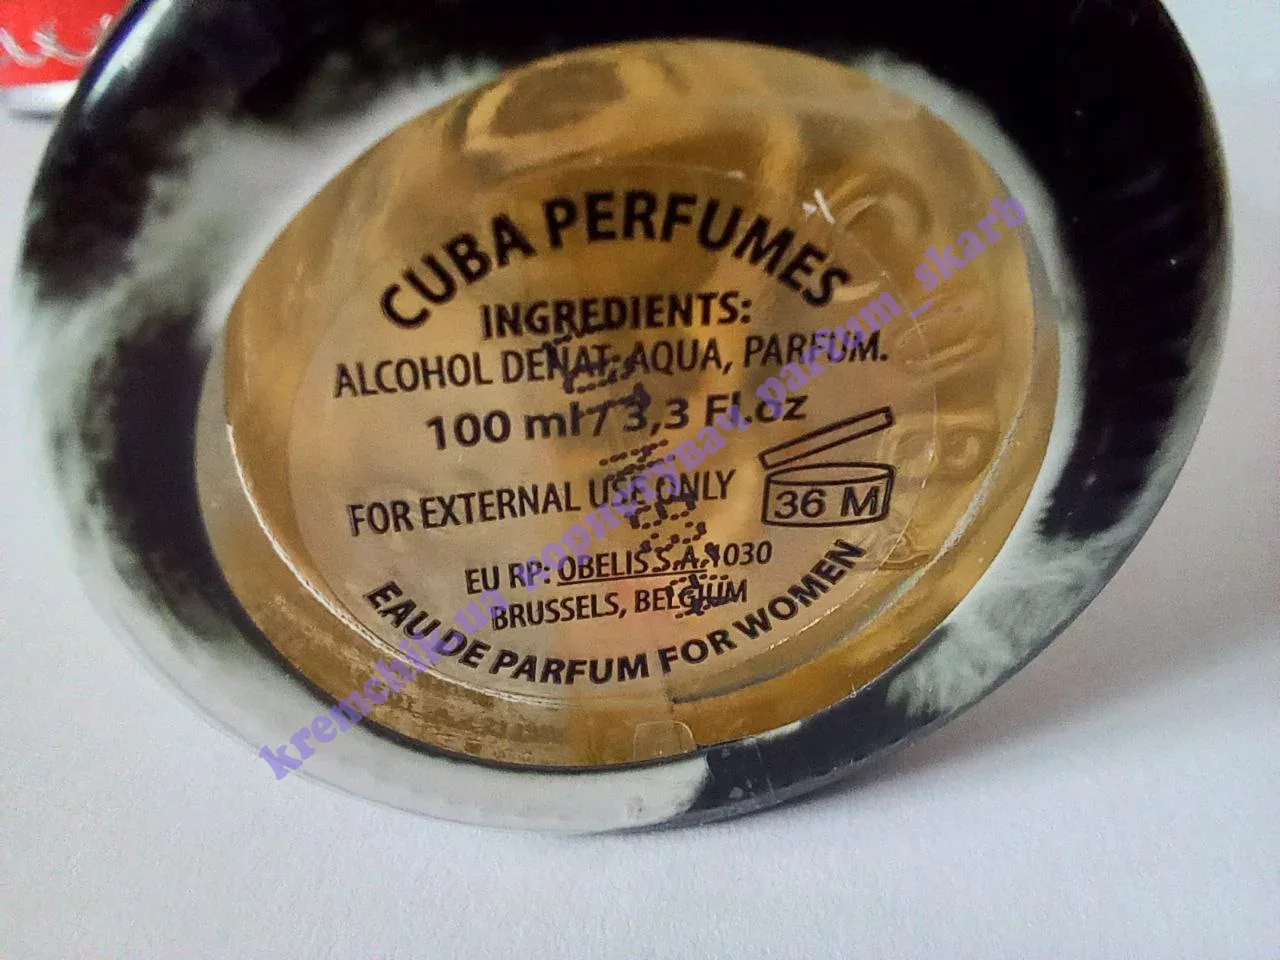 CUBA PERFUMES
INGREDIENTS:
ALCOHOL DENAT, AQUA, PARFUM.
100 ml / 3,3 Fl.oz
FOR EXTERNAL USE ONLY
36 M
EU RP: OBELIS S.A, 1030
BRUSSELS, BELGIUM
EAU DE PARFUM FOR WOMEN
parfum_skarb